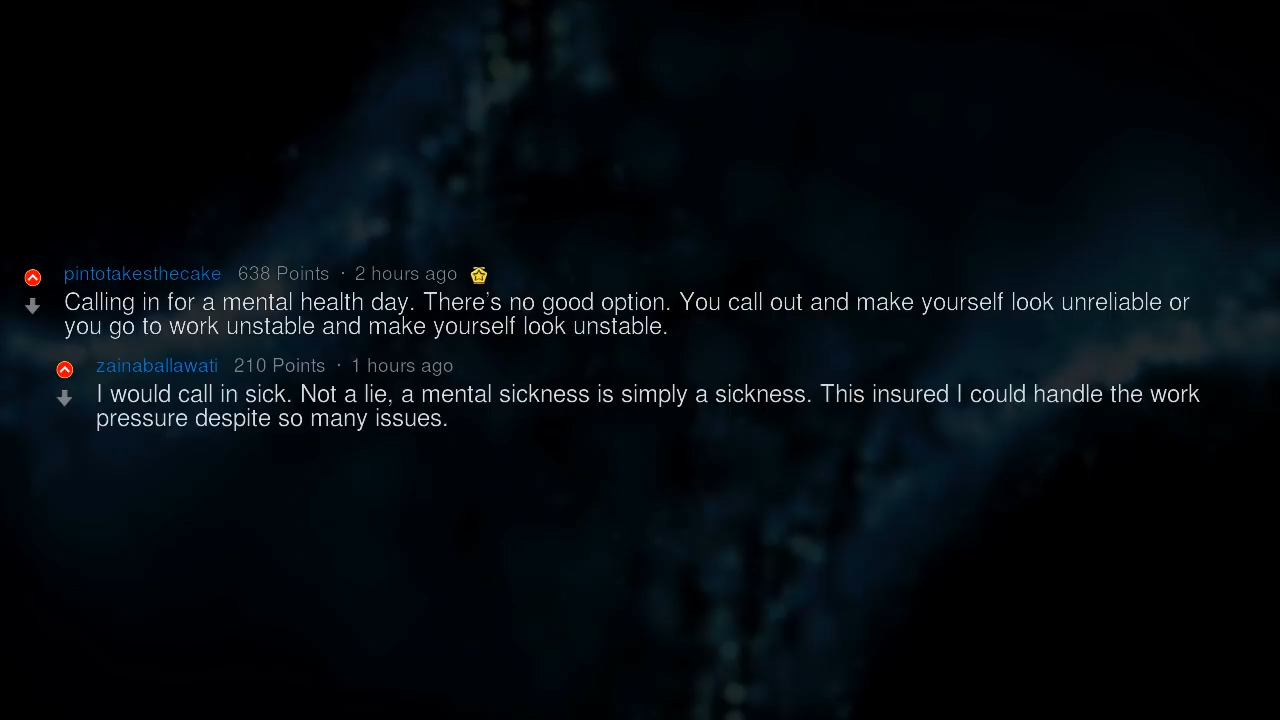 pintotakesthecake 638 Points · 2 hours ago
Calling in for a mental health day. There's no good option. You call out and make yourself look unreliable or
you go to work unstable and make yourself look unstable.
zainaballawati 210 Points · 1 hours ago
I would call in sick. Not a lie, a mental sickness is simply a sickness. This insured I could handle the work
pressure despite so many issues.